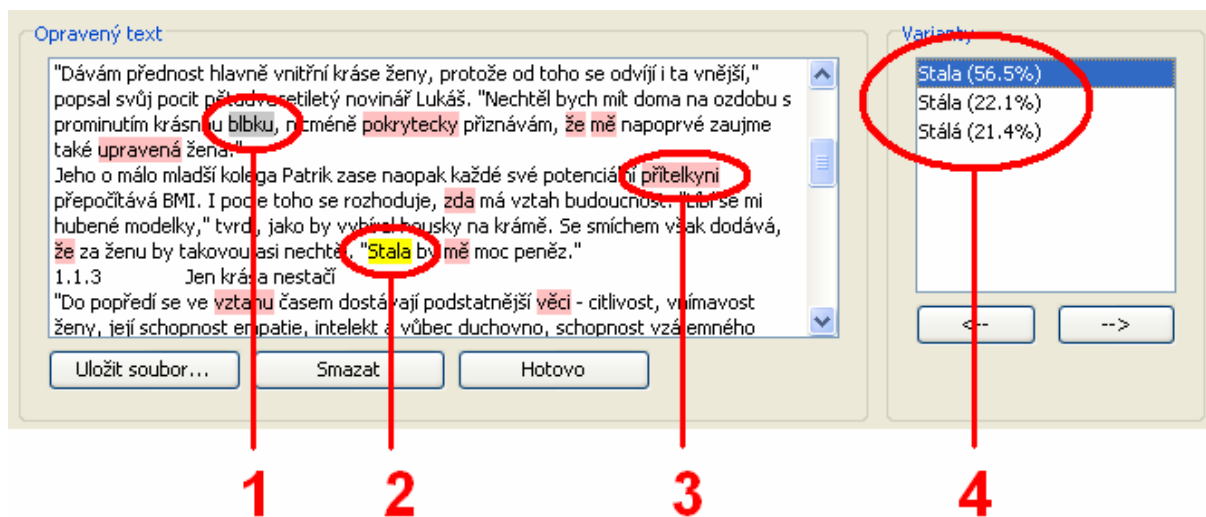 Opravený text
"Dávám přednost hlavně vnitřní kráse ženy, protože od toho se odvíjí i ta vnější,"
popsal svůj pocit pětadvacetiletý novinář Lukáš. "Nechtěl bych mít doma na ozdobu s
prominutím krásnou blbku, nicméně pokrytecky přiznávám, že mě napoprvé zaujme
také upravená žena."
Jeho o málo mladší kolega Patrik zase naopak každé své potenciální přítelkyni
přepočítává BMI. I podle toho se rozhoduje, zda má vztah budoucnost. "Líbí se mi
hubené modelky," tvrdí, jako by vybíral housky na krámě. Se smíchem však dodává,
že za ženu by takovou asi nechtěl. "Stala by mě moc peněz."
1.1.3 Jen krása nestačí
"Do popředí se ve vztahu časem dostávají podstatnější věci - citlivost, vnímavost
ženy, její schopnost empatie, intelekt a vůbec duchovno, schopnost vzájemného
Uložit soubor... Smazat Hotovo
Varianty
Stala (56.5%)
Stála (22.1%)
Stálá (21.4%)
<-- -->
1 2 3 4